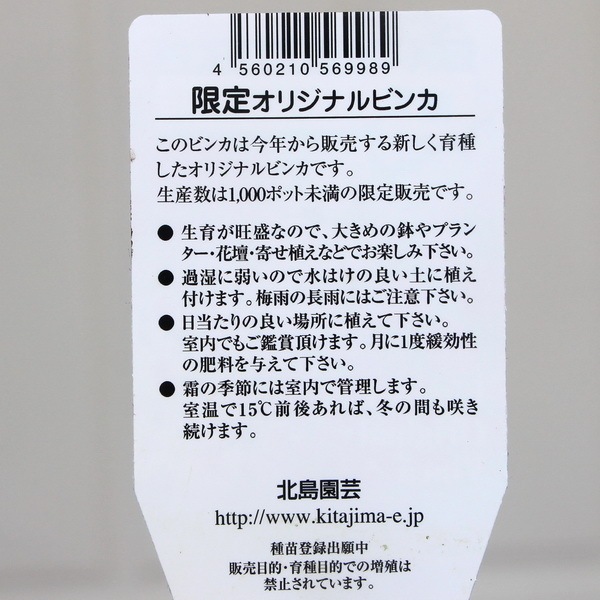 4 560210 569989
限定オリジナルビンカ
このビンカは今年から販売する新しく育種
したオリジナルビンカです。
生産数は1,000ポット未満の限定販売です。
● 生育が旺盛なので、大きめの鉢やプラン
ター・花壇・寄せ植えなどでお楽しみ下さい。
● 過湿に弱いので水はけの良い土に植え
付けます。梅雨の長雨にはご注意下さい。
● 日当たりの良い場所に植えて下さい。
室内でもご鑑賞頂けます。月に1度緩効性
の肥料を与えて下さい。
● 霜の季節には室内で管理します。
室温で15℃前後あれば、冬の間も咲き
続けます。
北島園芸
http://www.kitajima-e.jp
種苗登録出願中
販売目的・育種目的での増殖は
禁止されています。